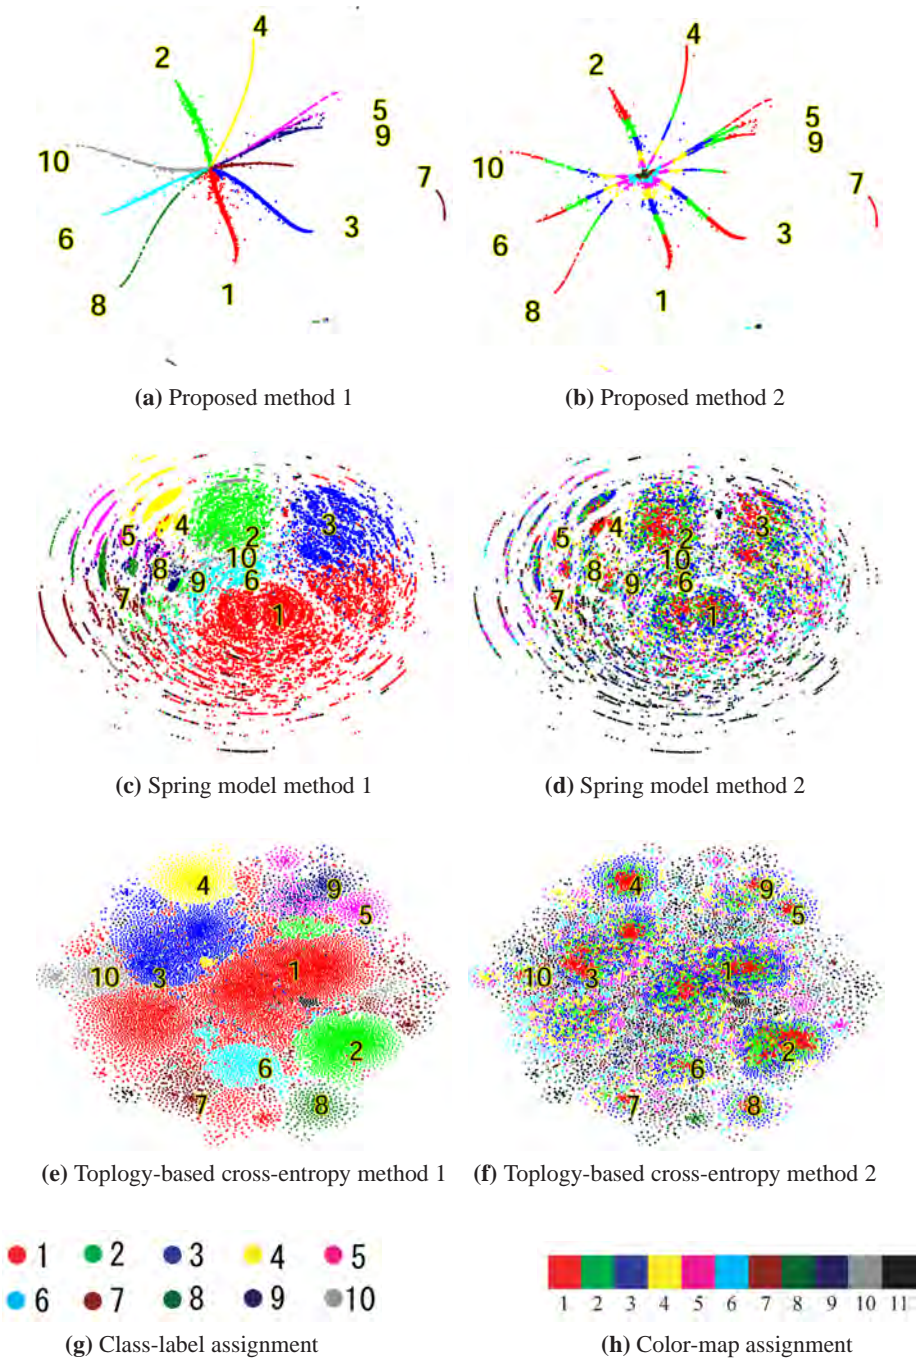 4 4
2 2
5 5
9 9
10 10
7 7
6 3 6 3
8 1 8 1
(a) Proposed method 1 (b) Proposed method 2
5 4 2 3 5 4 2 3
8 9 10 6 8 9 10 6
7 1 7 1
(c) Spring model method 1 (d) Spring model method 2
4 9 4 9
5 5
10 3 1 10 3 1
6 2 6 2
7 8 7 8
(e) Toplogy-based cross-entropy method 1 (f) Toplogy-based cross-entropy method 2
1 2 3 4 5
6 7 8 9 10
1 2 3 4 5 6 7 8 9 10 11
(g) Class-label assignment (h) Color-map assignment